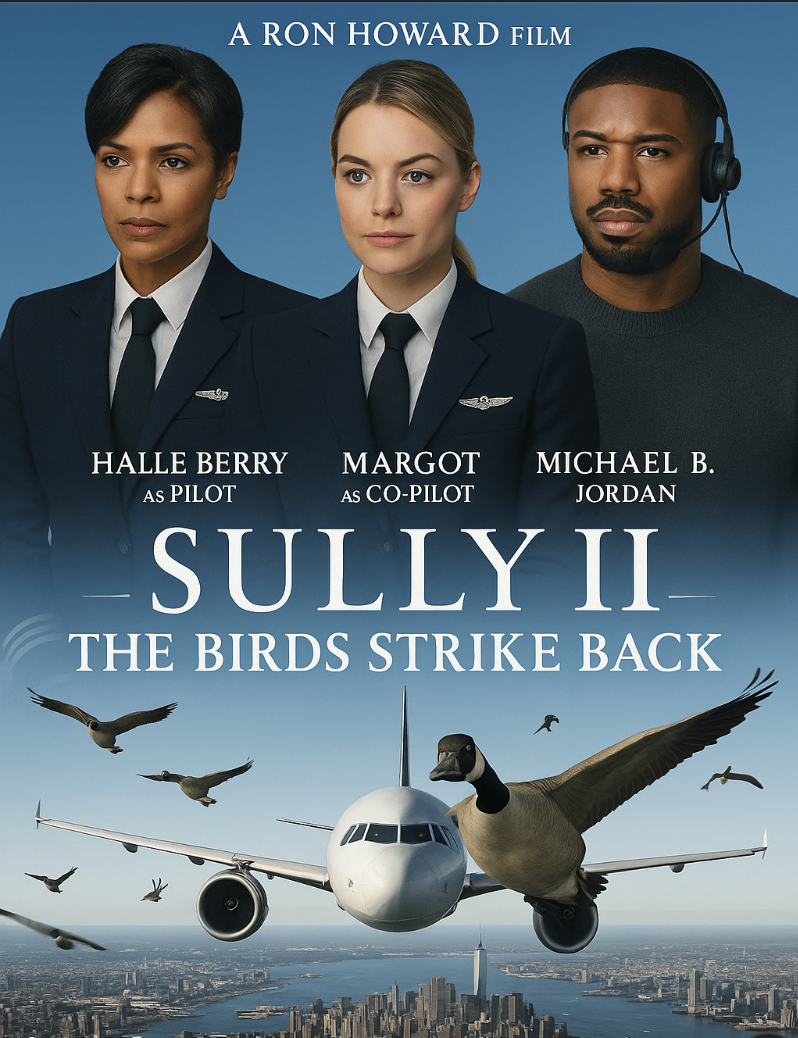 A RON HOWARD FILM
HALLE BERRY
AS PILOT
MARGOT
AS CO-PILOT
MICHAEL B.
JORDAN
SULLY II
THE BIRDS STRIKE BACK